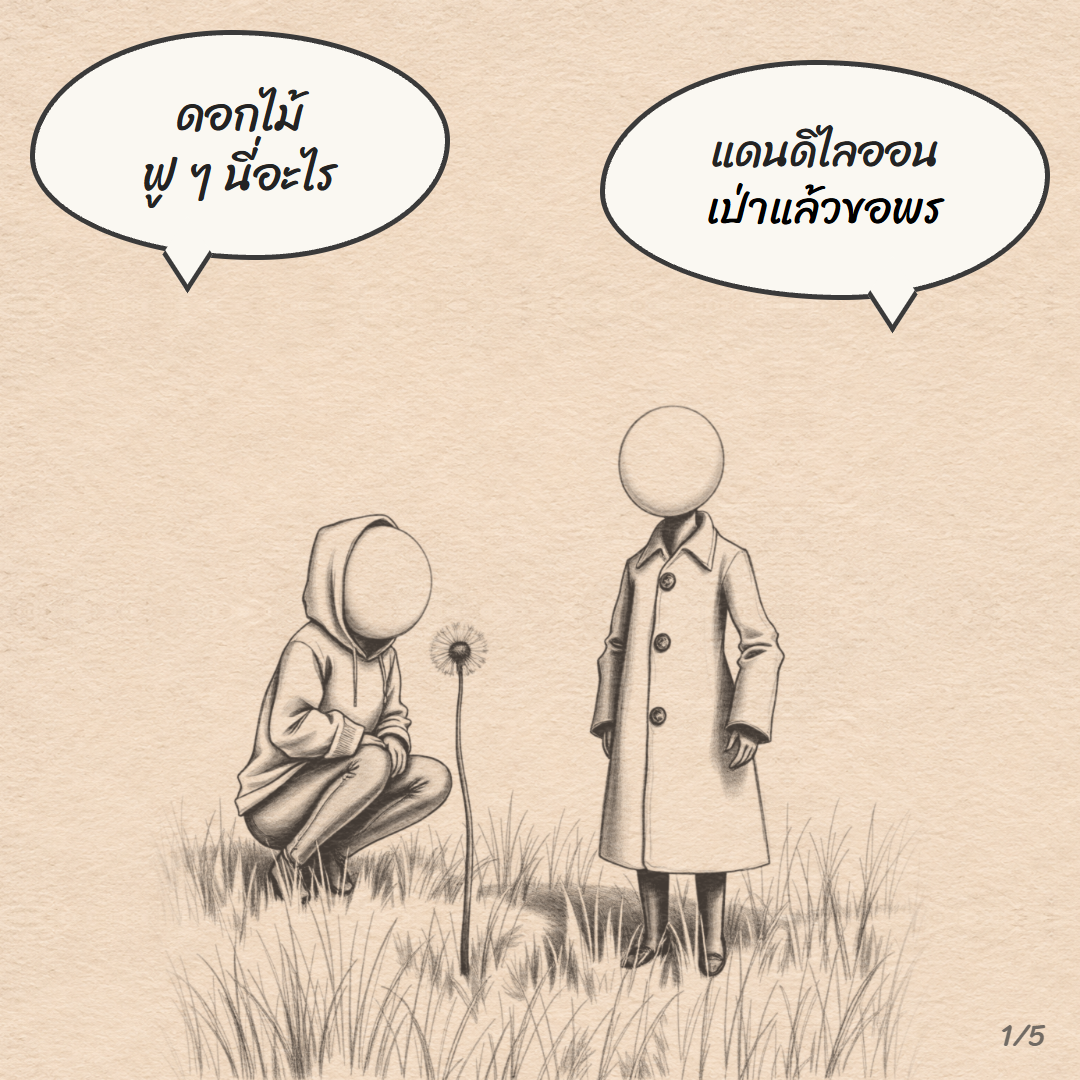 ดอกไม้
ฟู ๆ นี่อะไร
แดนดิไลออน
เป่าแล้วขอพร
1/5